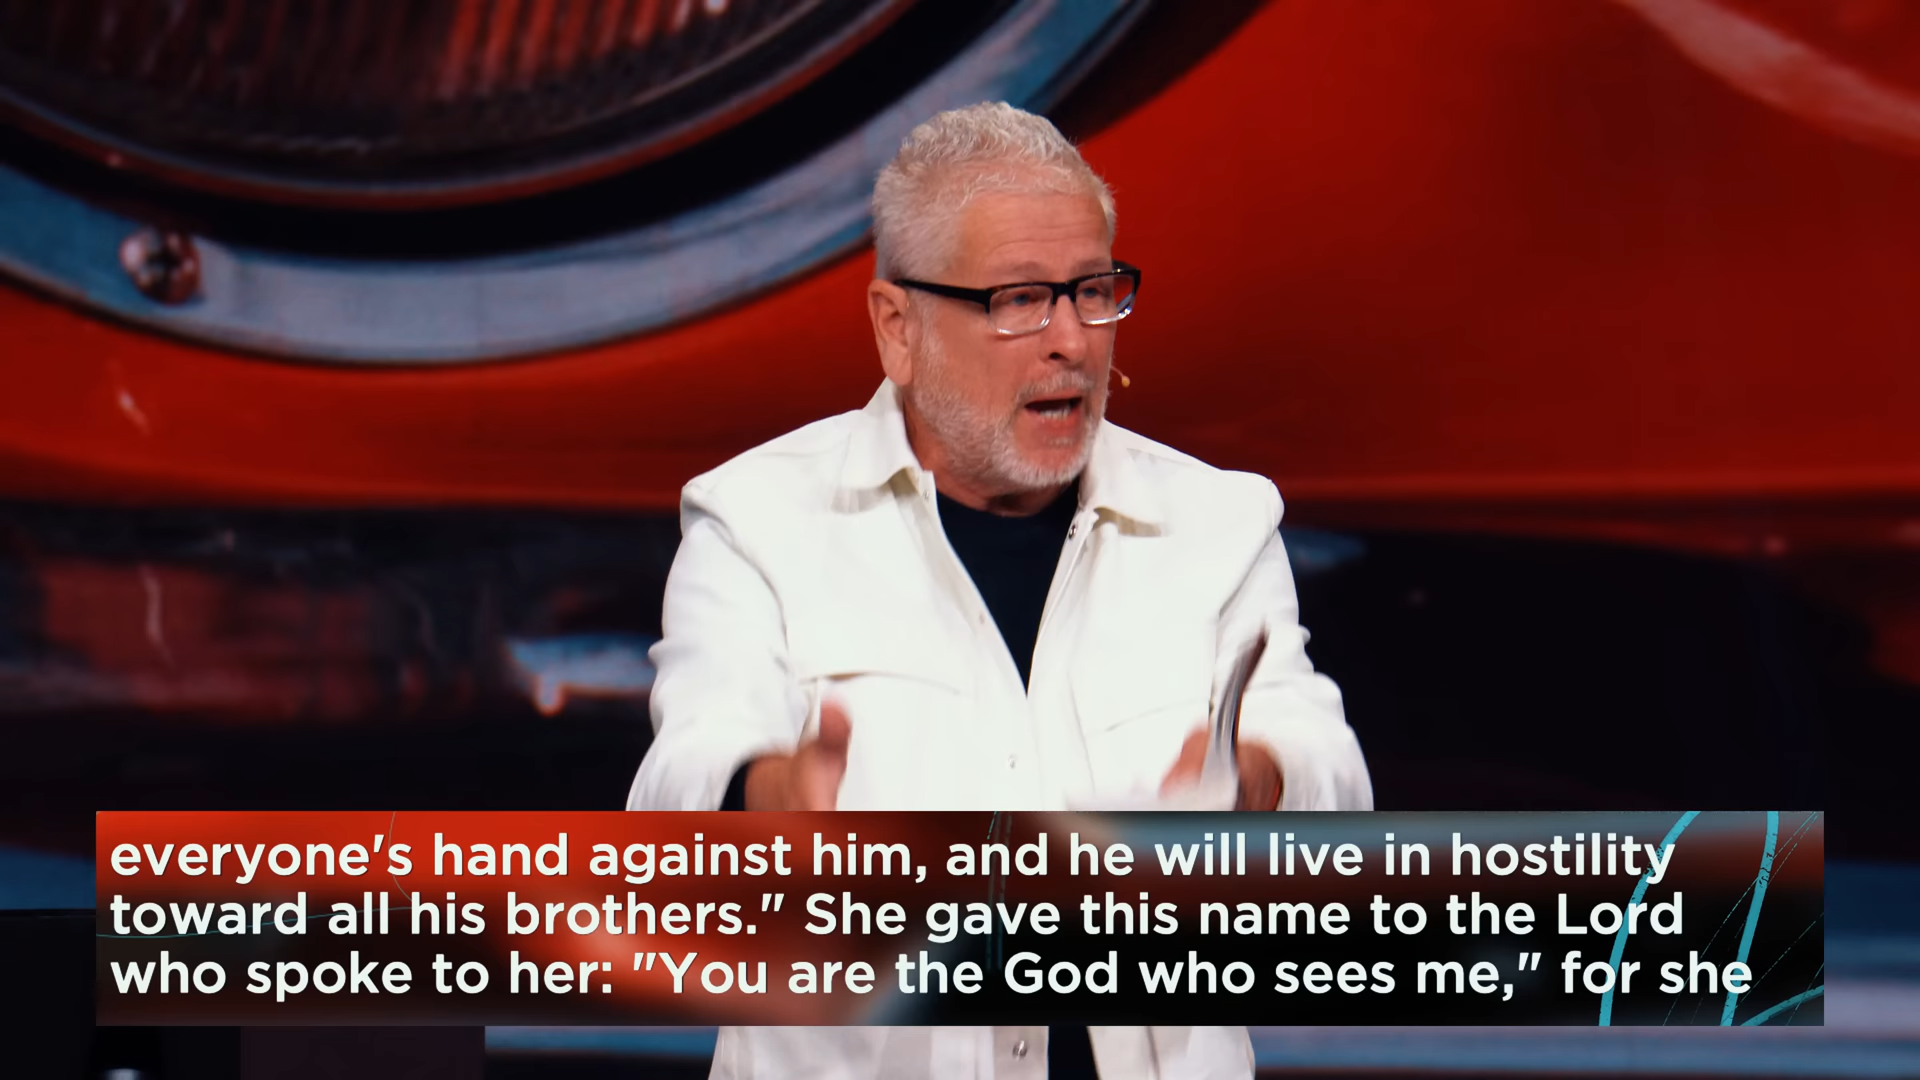 everyone's hand against him, and he will live in hostility
toward all his brothers." She gave this name to the Lord
who spoke to her: "You are the God who sees me," for she